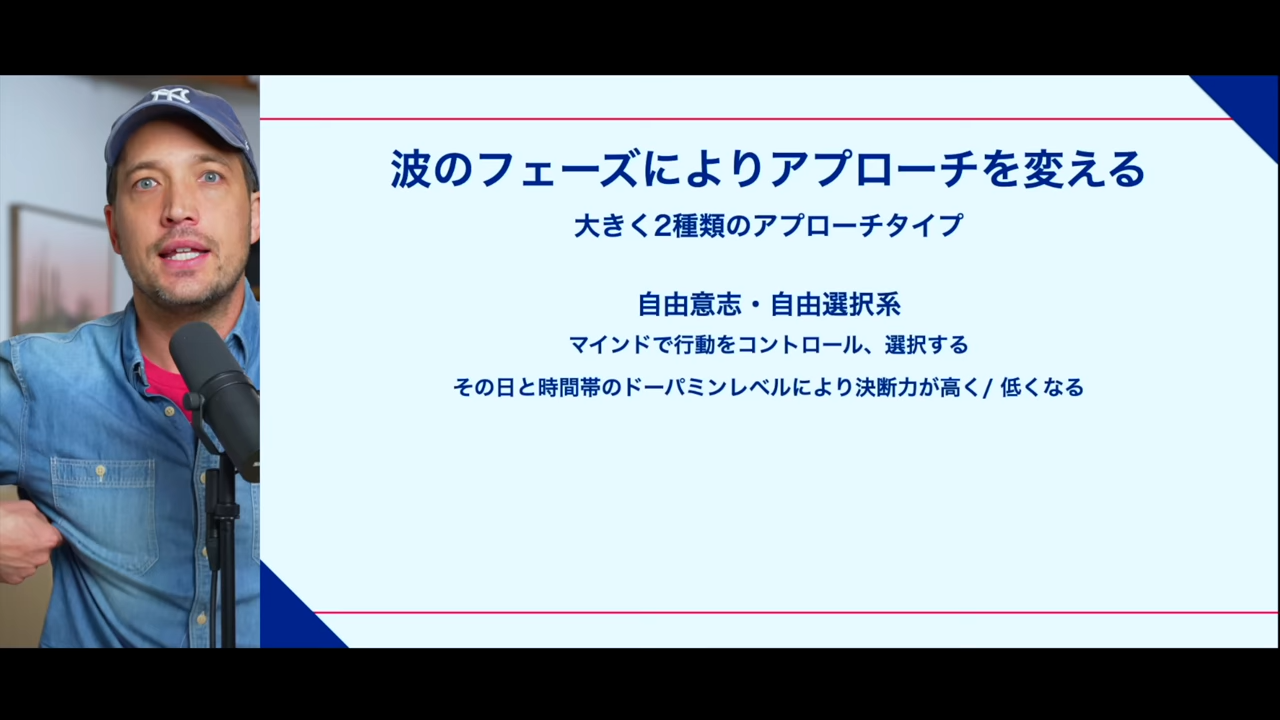 波のフェーズによりアプローチを変える
大きく2種類のアプローチタイプ
自由意志・自由選択系
マインドで行動をコントロール、選択する
その日と時間帯のドーパミンレベルにより決断力が高く/ 低くなる